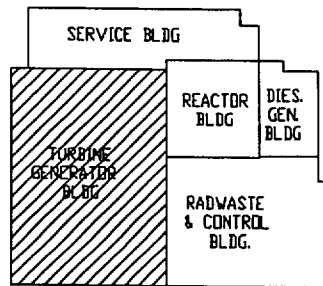 SERVICE BLDG
REACTOR
BLDG
DIES.
GEN.
BLDG
TURBINE
GENERATOR
BLDG
RADWASTE
& CONTROL
BLDG.